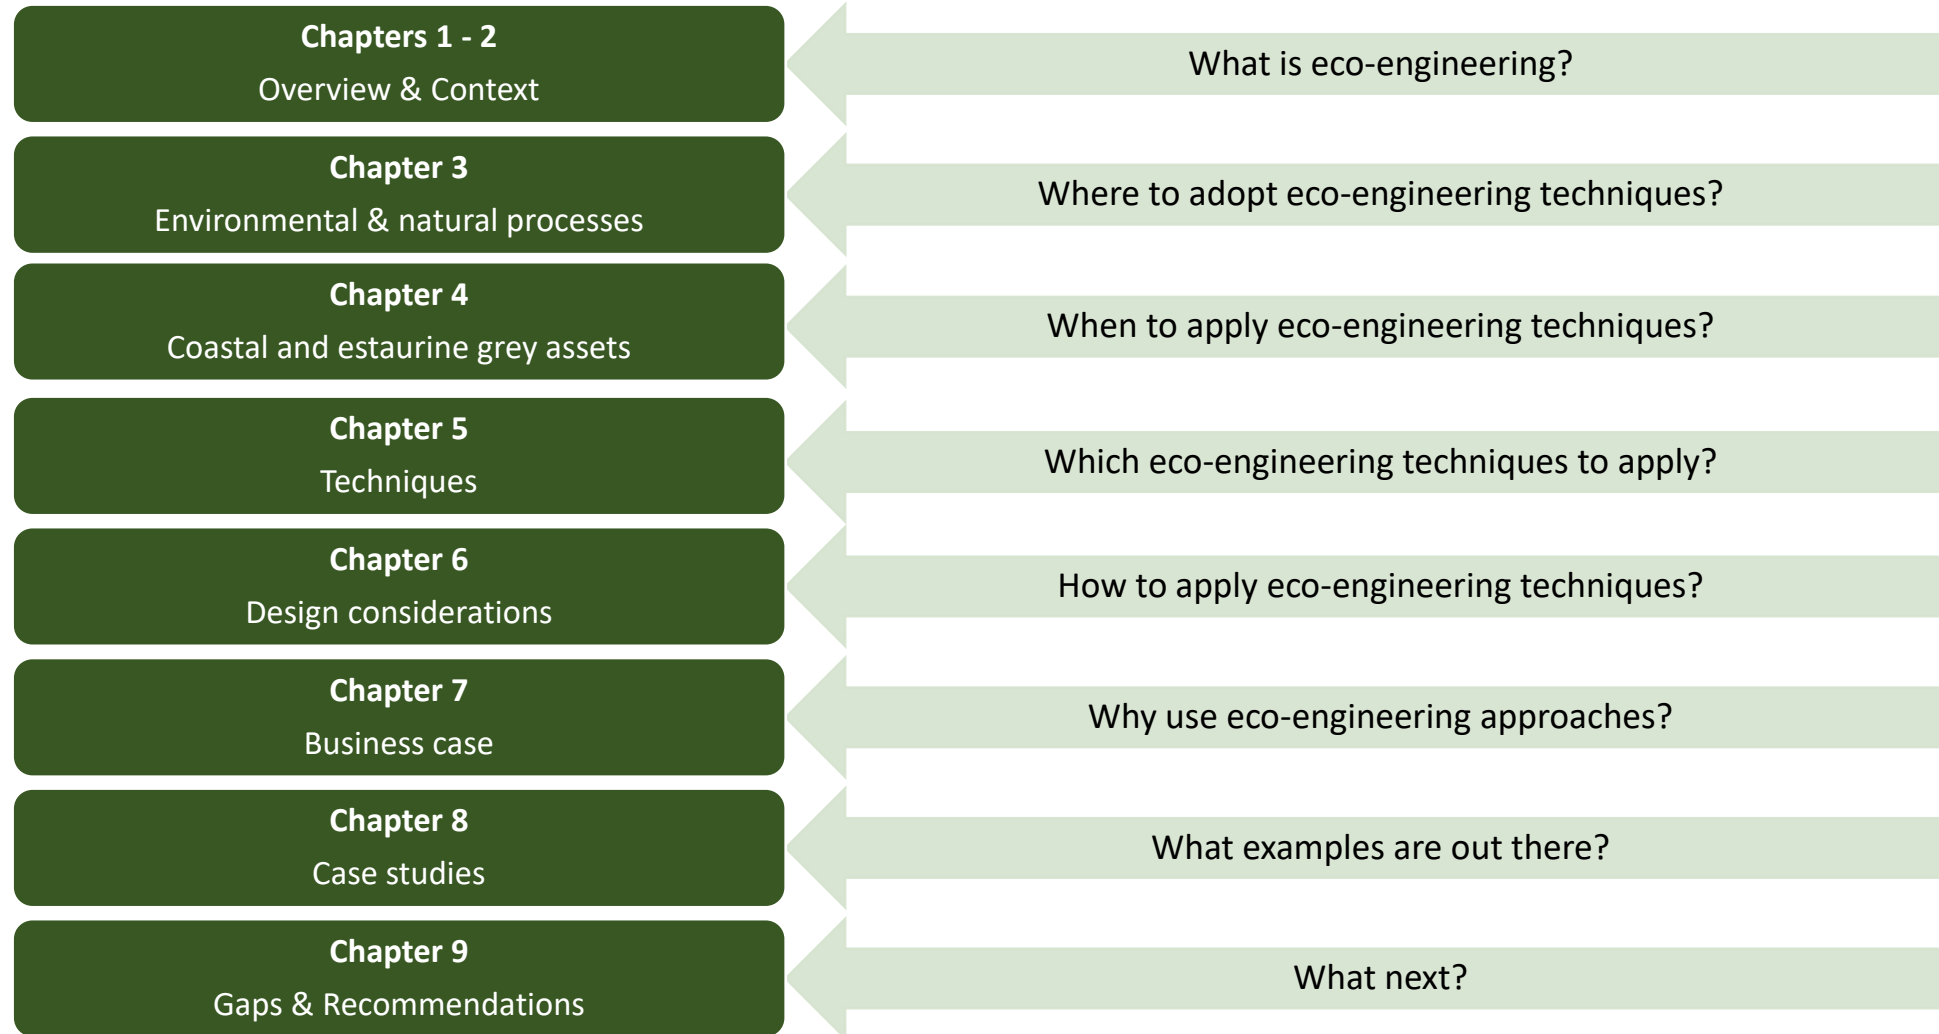 Chapters 1 - 2
Overview & Context
What is eco-engineering?
Chapter 3
Environmental & natural processes
Where to adopt eco-engineering techniques?
Chapter 4
Coastal and estaurine grey assets
When to apply eco-engineering techniques?
Chapter 5
Techniques
Which eco-engineering techniques to apply?
Chapter 6
Design considerations
How to apply eco-engineering techniques?
Chapter 7
Business case
Why use eco-engineering approaches?
Chapter 8
Case studies
What examples are out there?
Chapter 9
Gaps & Recommendations
What next?